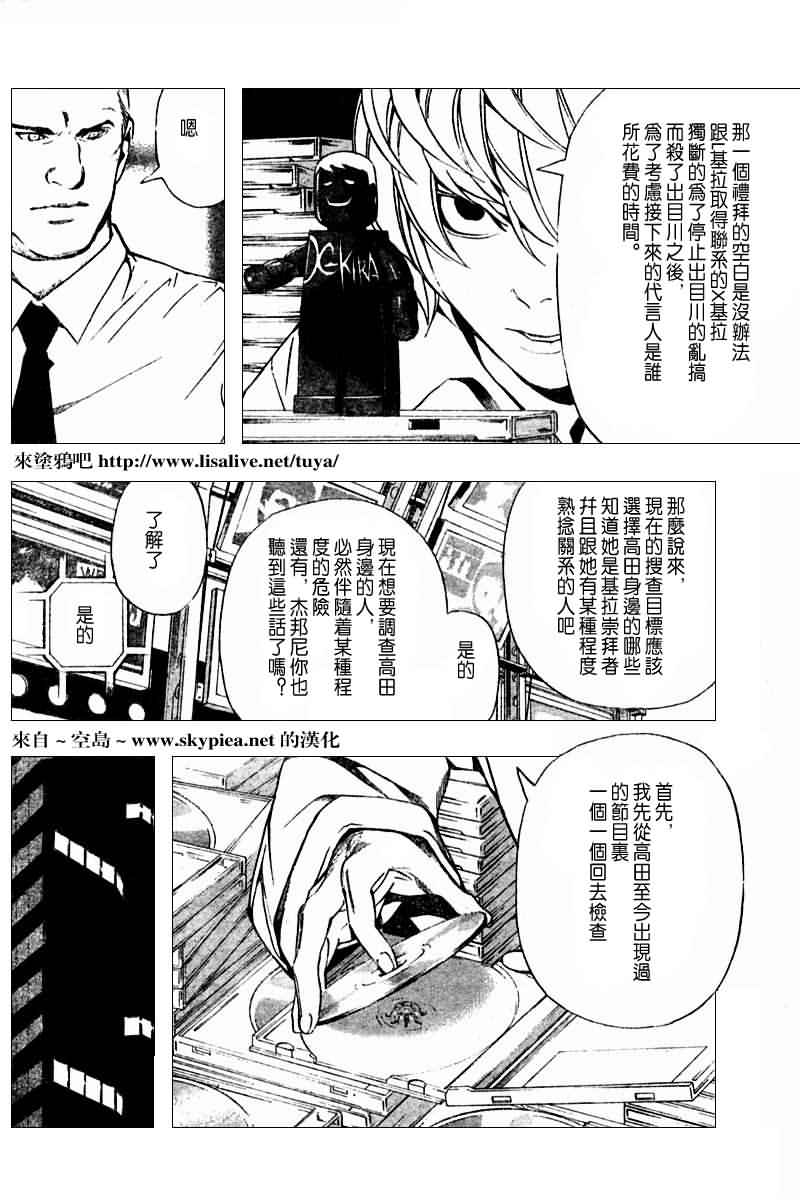 那一個禮拜的空白是沒辦法
跟L基拉取得聯系的X基拉
獨斷的為了停止出目川的亂搞
而殺了出目川之後，
為了考慮接下來的代言人是誰
所花費的時間。
X-KIRA
嗯
來塗鴉吧 http://www.lisalive.net/tuya/
那麼說來，
現在的搜查目標應該
選擇高田身邊的哪些
知道她是基拉崇拜者
幷且跟她有某種程度
熟捻關系的人吧
是的
現在想要調查高田
身邊的人，
必然伴隨着某種程
度的危險
還有，杰邦尼你也
聽到這些話了嗎？
了解了
是的
來自～空島～www.skypiea.net 的漢化
首先，
我先從高田至今出現過
的節目裏
一個一個回去檢查